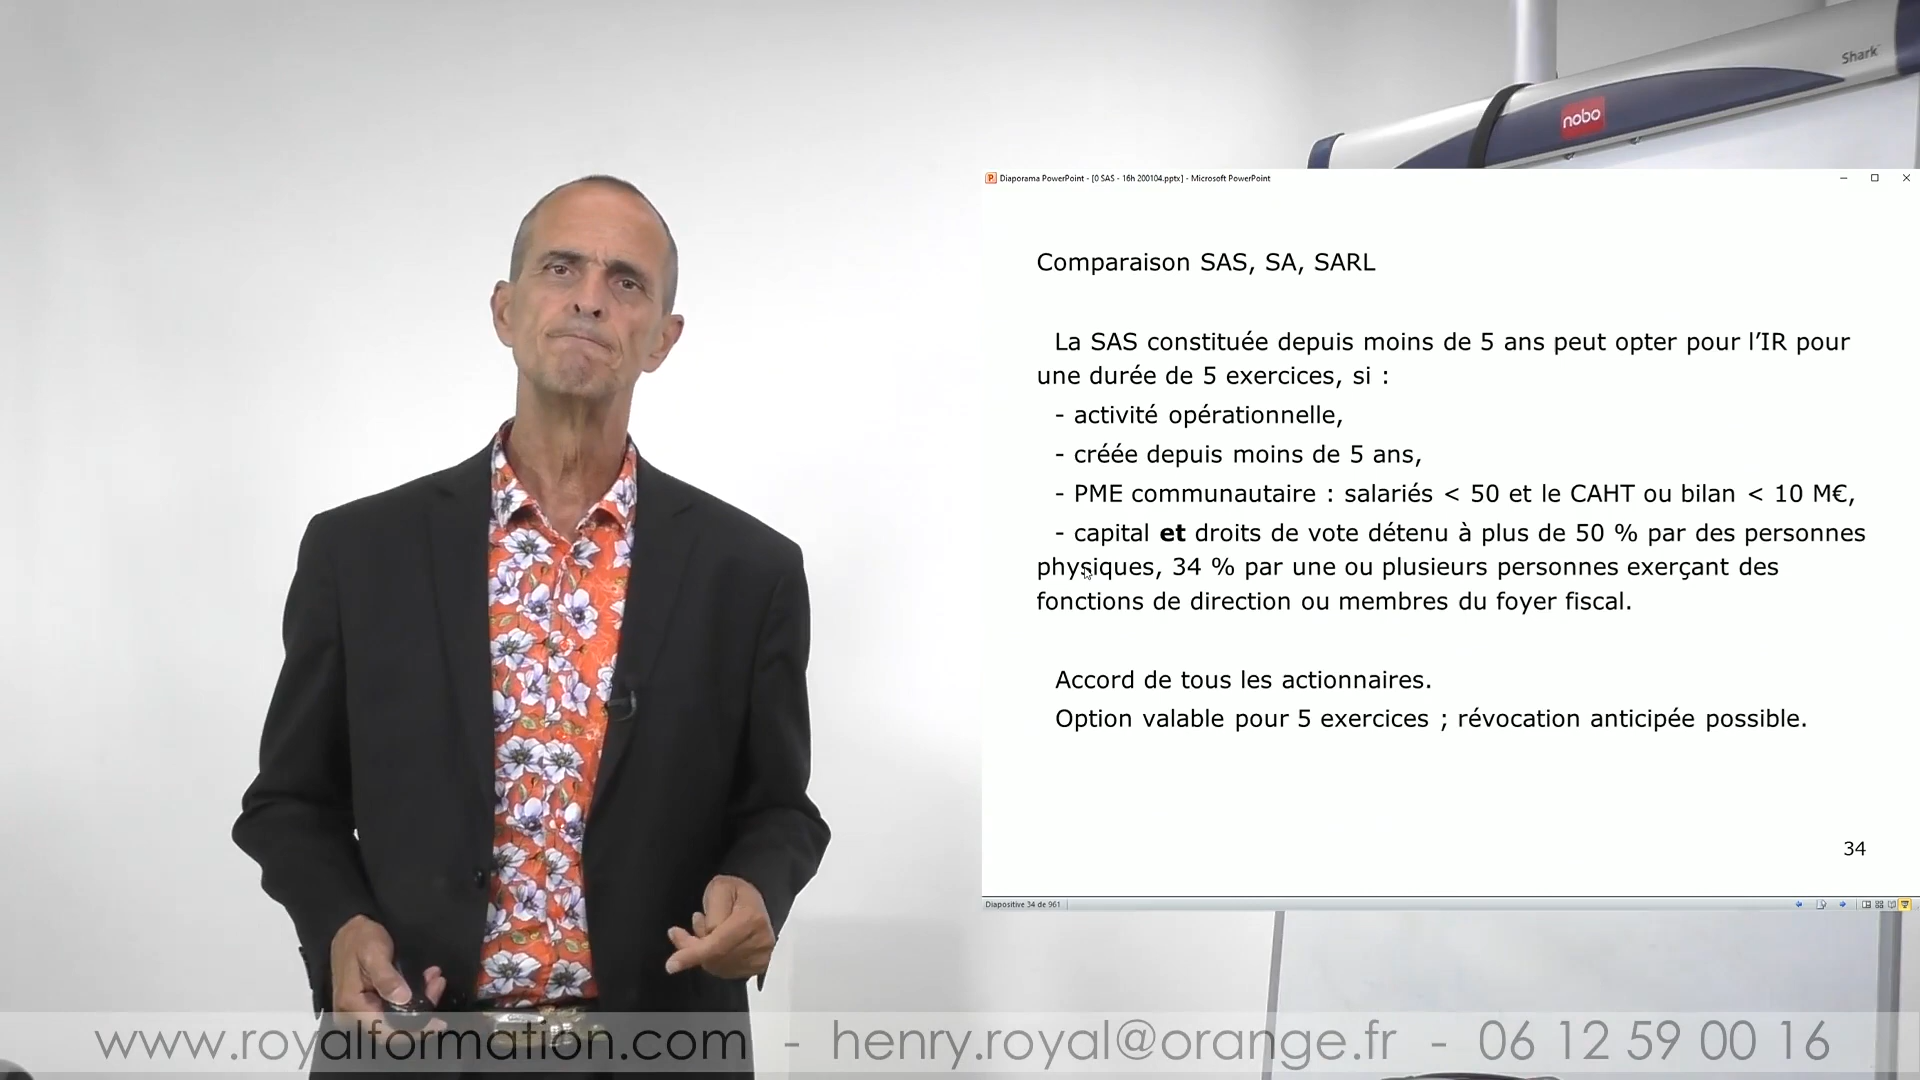 Shark
nobo
Diaporama PowerPoint - [0 SAS - 16h 200104.pptx] - Microsoft PowerPoint
Comparaison SAS, SA, SARL
La SAS constituée depuis moins de 5 ans peut opter pour l’IR pour
une durée de 5 exercices, si :
- activité opérationnelle,
- créée depuis moins de 5 ans,
- PME communautaire : salariés < 50 et le CAHT ou bilan < 10 M€,
- capital et droits de vote détenu à plus de 50 % par des personnes
physiques, 34 % par une ou plusieurs personnes exerçant des
fonctions de direction ou membres du foyer fiscal.
Accord de tous les actionnaires.
Option valable pour 5 exercices ; révocation anticipée possible.
34
Diapositive 34 de 961
www.royalformation.com - henry.royal@orange.fr - 06 12 59 00 16